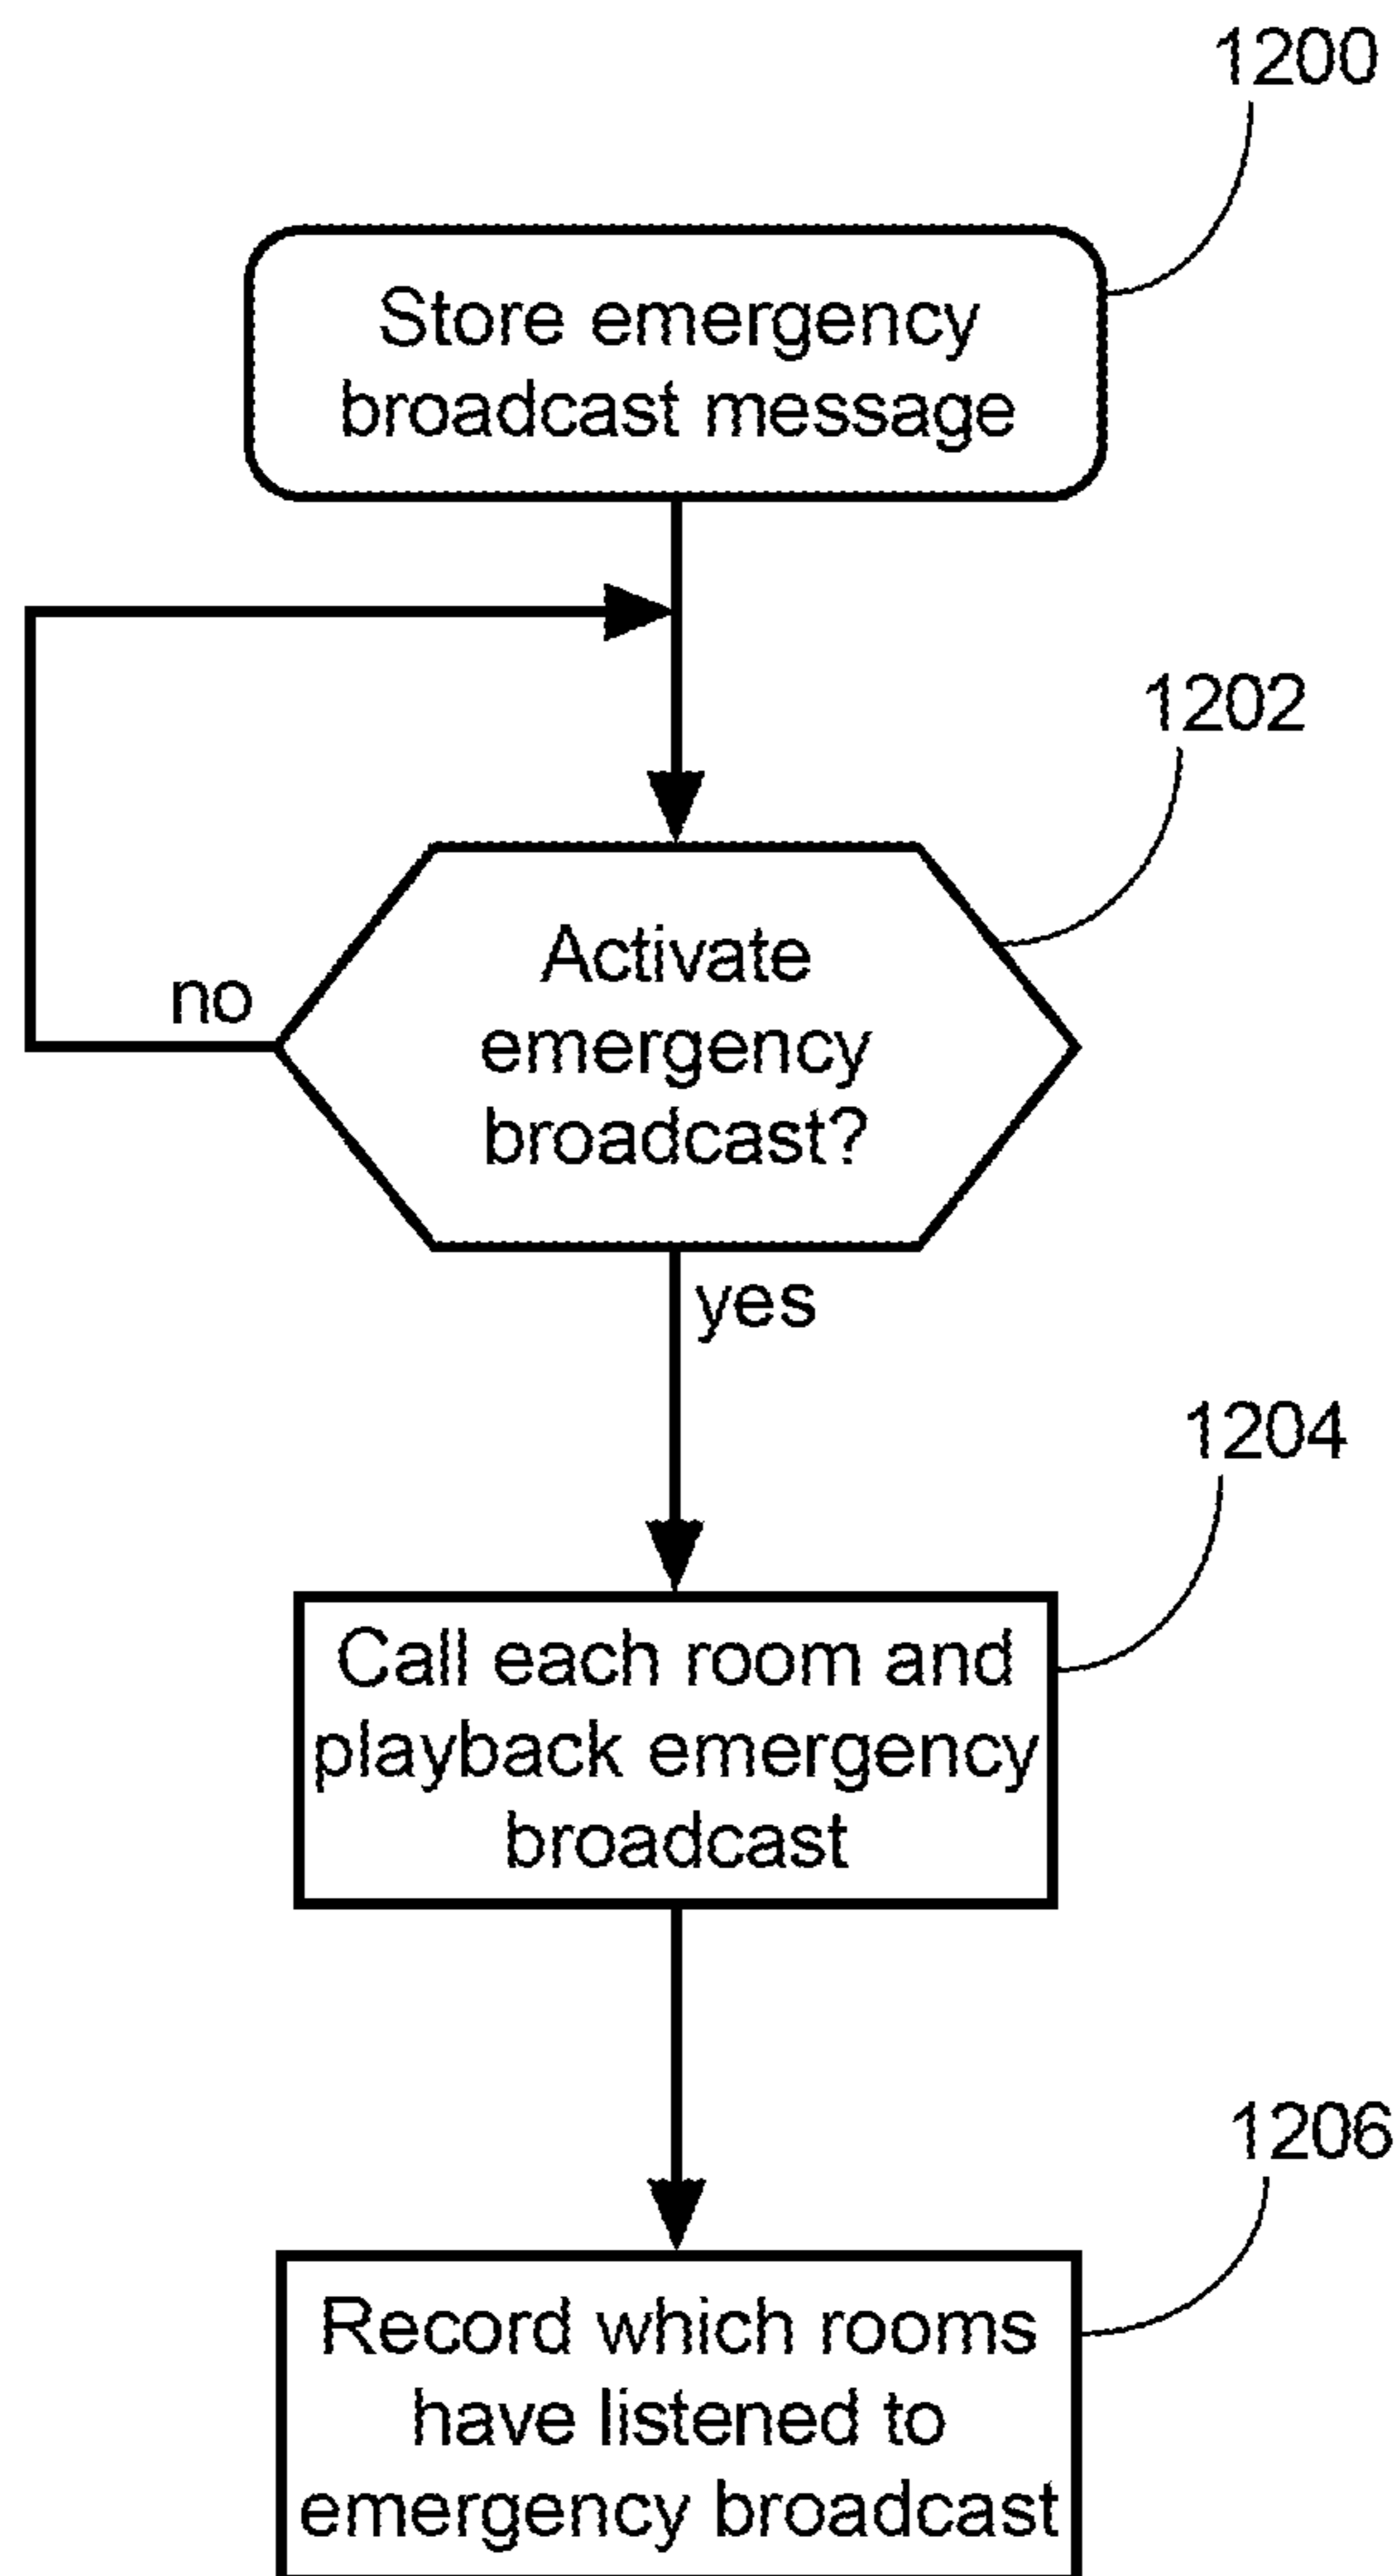 1200
Store emergency
broadcast message
1202
Activate
emergency
broadcast?
no
yes
1204
Call each room and
playback emergency
broadcast
1206
Record which rooms
have listened to
emergency broadcast